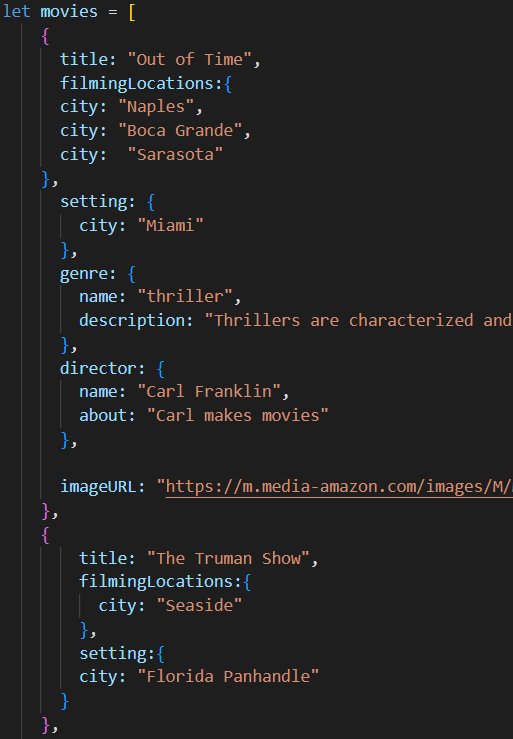 let movies = [
    {
      title: "Out of Time",
      filmingLocations:{
      city: "Naples",
      city: "Boca Grande",
      city:  "Sarasota"
    },
      setting: {
        city: "Miami"
      },
      genre: {
        name: "thriller",
        description: "Thrillers are characterized and
      },
      director: {
        name: "Carl Franklin",
        about: "Carl makes movies"
      },

      imageURL: "https://m.media-amazon.com/images/M/
    },
    {
        title: "The Truman Show",
        filmingLocations:{
          city: "Seaside"
        },
        setting:{
        city: "Florida Panhandle"
      }
    },